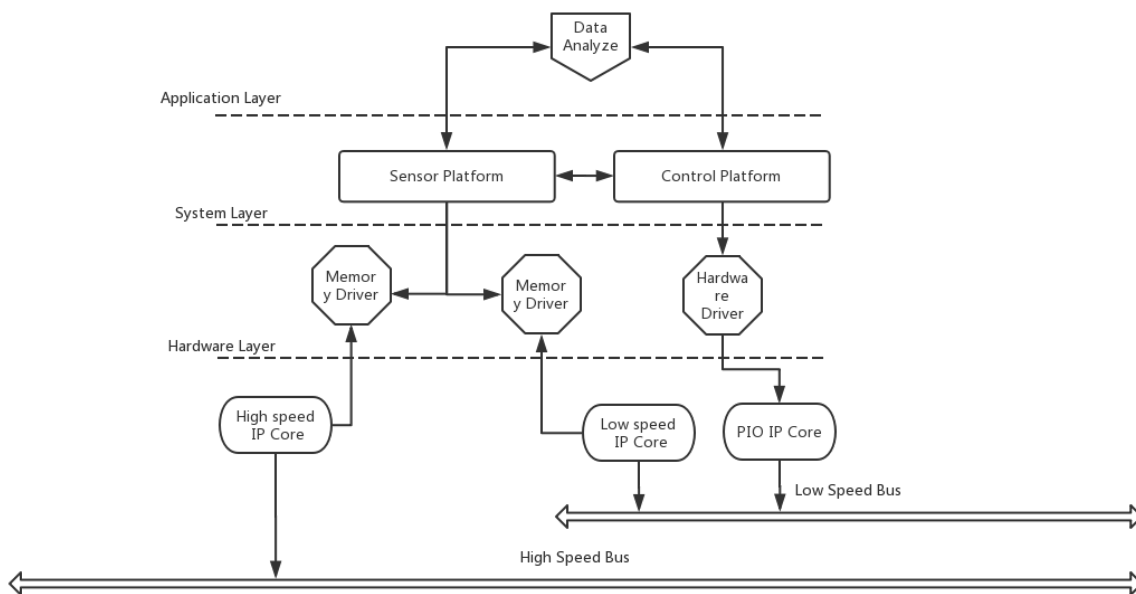 Data
Analyze
Application Layer
Sensor Platform
Control Platform
System Layer
Memor
y Driver
Memor
y Driver
Hardwa
re
Driver
Hardware Layer
High speed
IP Core
Low speed
IP Core
PIO IP Core
Low Speed Bus
High Speed Bus